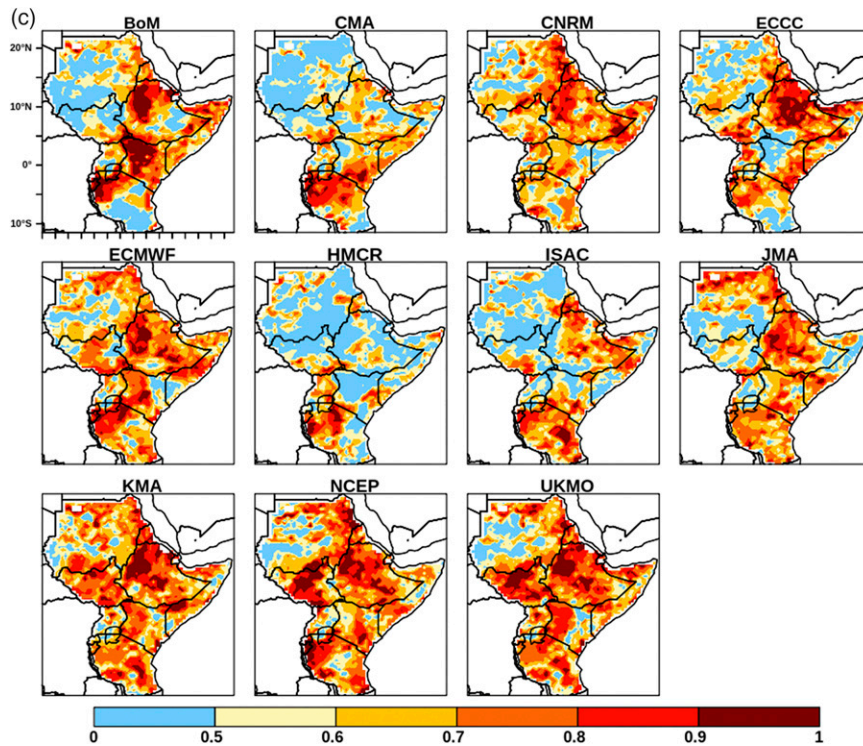 (c)
BoM CMA CNRM ECCC
20°N
10°N
0°
10°S
ECMWF HMCR ISAC JMA
KMA NCEP UKMO
0 0.5 0.6 0.7 0.8 0.9 1